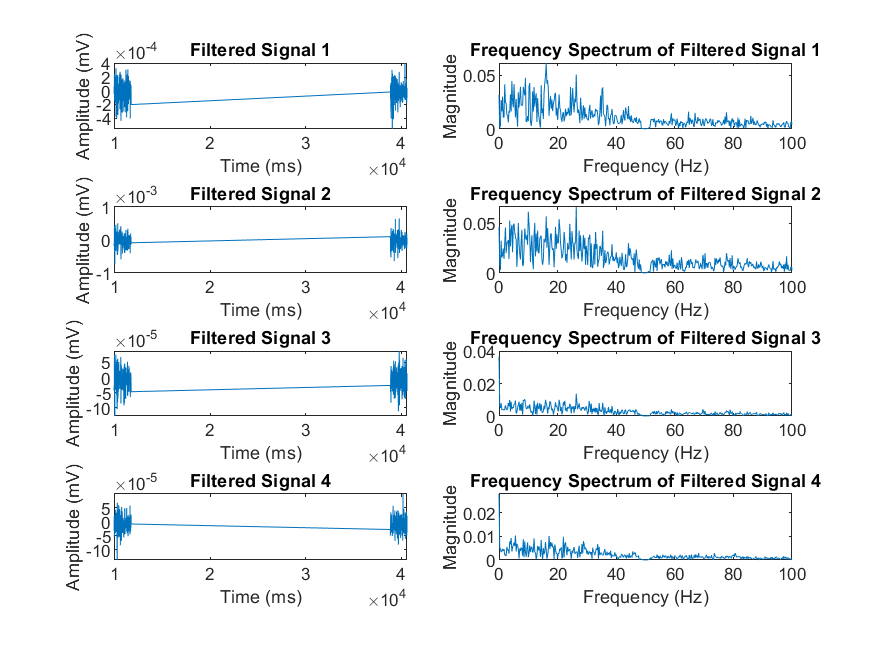 Filtered Signal 1
×10^-4
Amplitude (mV)
4
2
0
-2
-4
1 2 3 4
Time (ms)
×10^4
Frequency Spectrum of Filtered Signal 1
Magnitude
0.05
0
0 20 40 60 80 100
Frequency (Hz)
Filtered Signal 2
×10^-3
Amplitude (mV)
1
0
-1
1 2 3 4
Time (ms)
×10^4
Frequency Spectrum of Filtered Signal 2
Magnitude
0.05
0
0 20 40 60 80 100
Frequency (Hz)
Filtered Signal 3
×10^-5
Amplitude (mV)
5
0
-5
-10
1 2 3 4
Time (ms)
×10^4
Frequency Spectrum of Filtered Signal 3
Magnitude
0.04
0.02
0
0 20 40 60 80 100
Frequency (Hz)
Filtered Signal 4
×10^-5
Amplitude (mV)
5
0
-5
-10
1 2 3 4
Time (ms)
×10^4
Frequency Spectrum of Filtered Signal 4
Magnitude
0.02
0.01
0
0 20 40 60 80 100
Frequency (Hz)